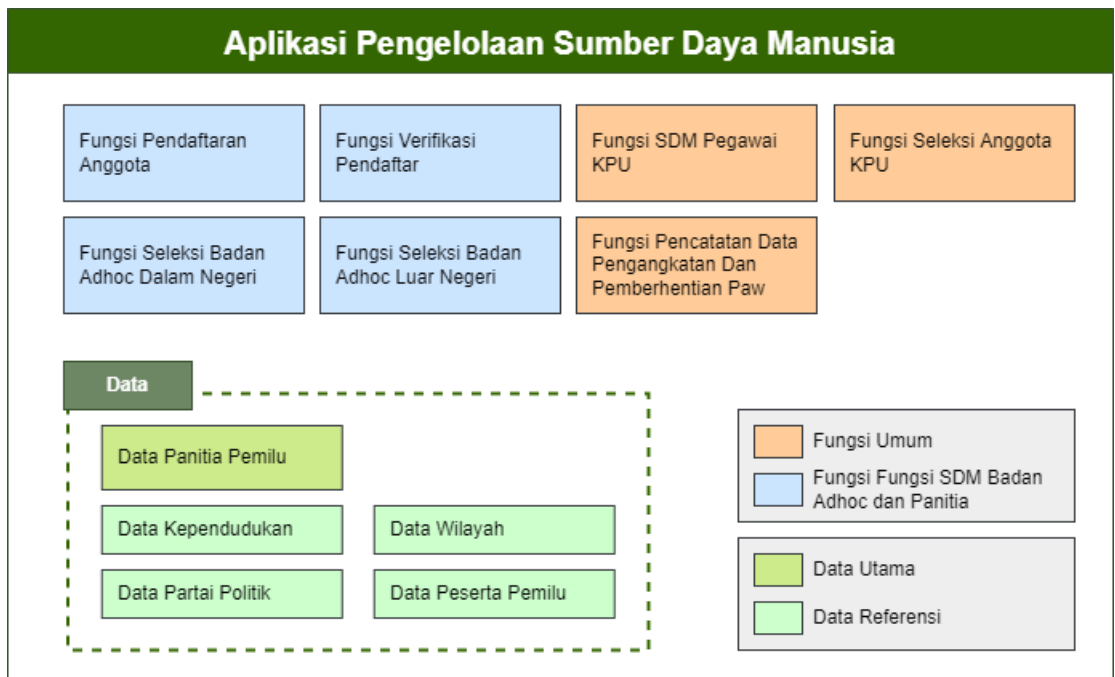 Aplikasi Pengelolaan Sumber Daya Manusia
Fungsi Pendaftaran
Anggota
Fungsi Verifikasi
Pendaftar
Fungsi SDM Pegawai
KPU
Fungsi Seleksi Anggota
KPU
Fungsi Seleksi Badan
Adhoc Dalam Negeri
Fungsi Seleksi Badan
Adhoc Luar Negeri
Fungsi Pencatatan Data
Pengangkatan Dan
Pemberhentian Paw
Data
Data Panitia Pemilu
Data Kependudukan
Data Wilayah
Data Partai Politik
Data Peserta Pemilu
Fungsi Umum
Fungsi Fungsi SDM Badan
Adhoc dan Panitia
Data Utama
Data Referensi